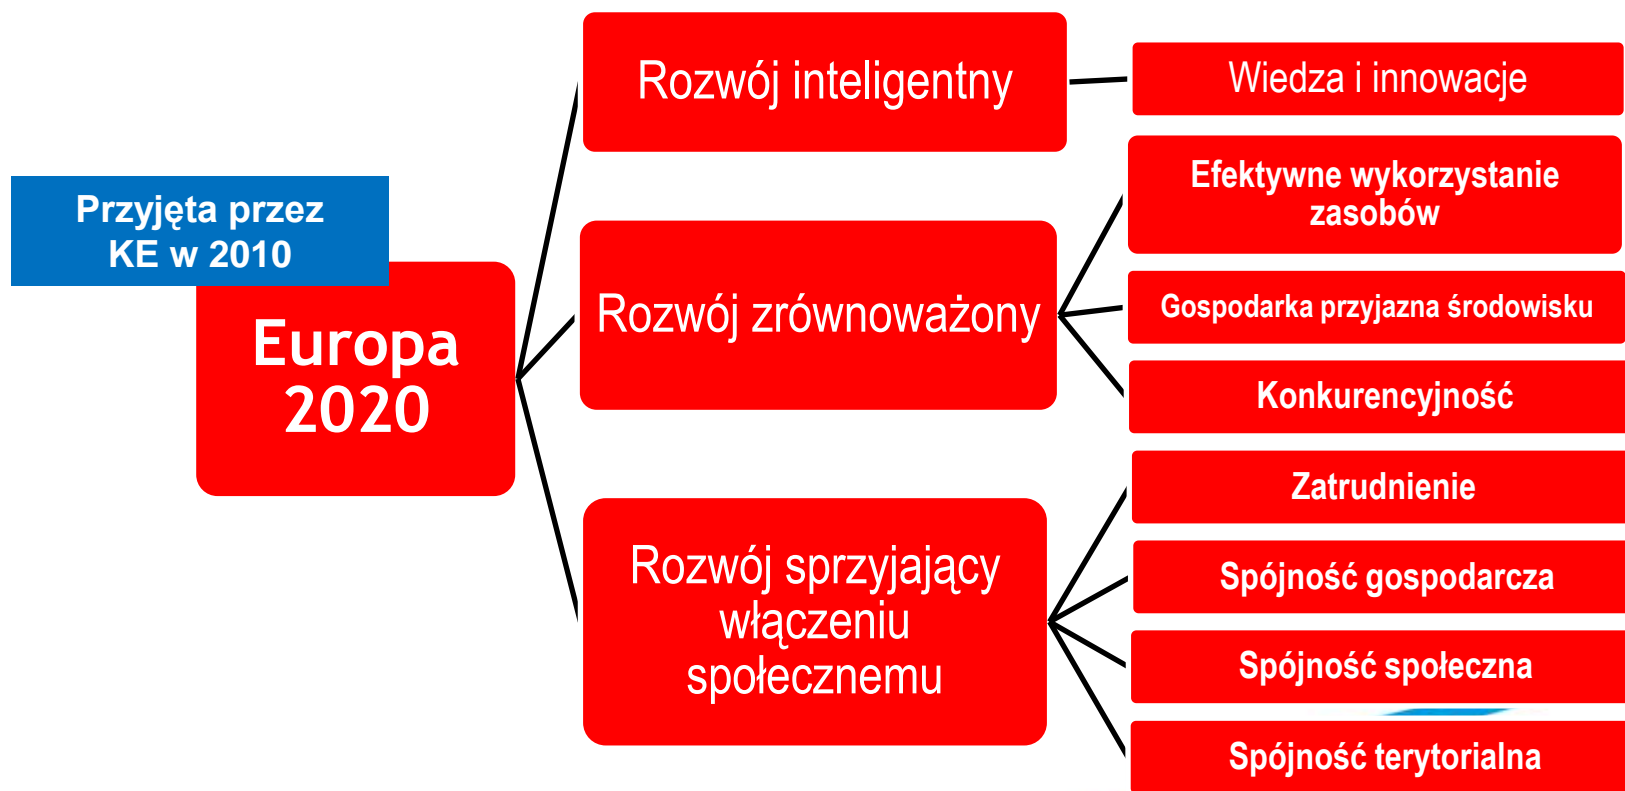 Przyjęta przez
KE w 2010
Europa
2020
Rozwój inteligentny
Wiedza i innowacje
Rozwój zrównoważony
Efektywne wykorzystanie
zasobów
Gospodarka przyjazna środowisku
Konkurencyjność
Rozwój sprzyjający
włączeniu
społecznemu
Zatrudnienie
Spójność gospodarcza
Spójność społeczna
Spójność terytorialna